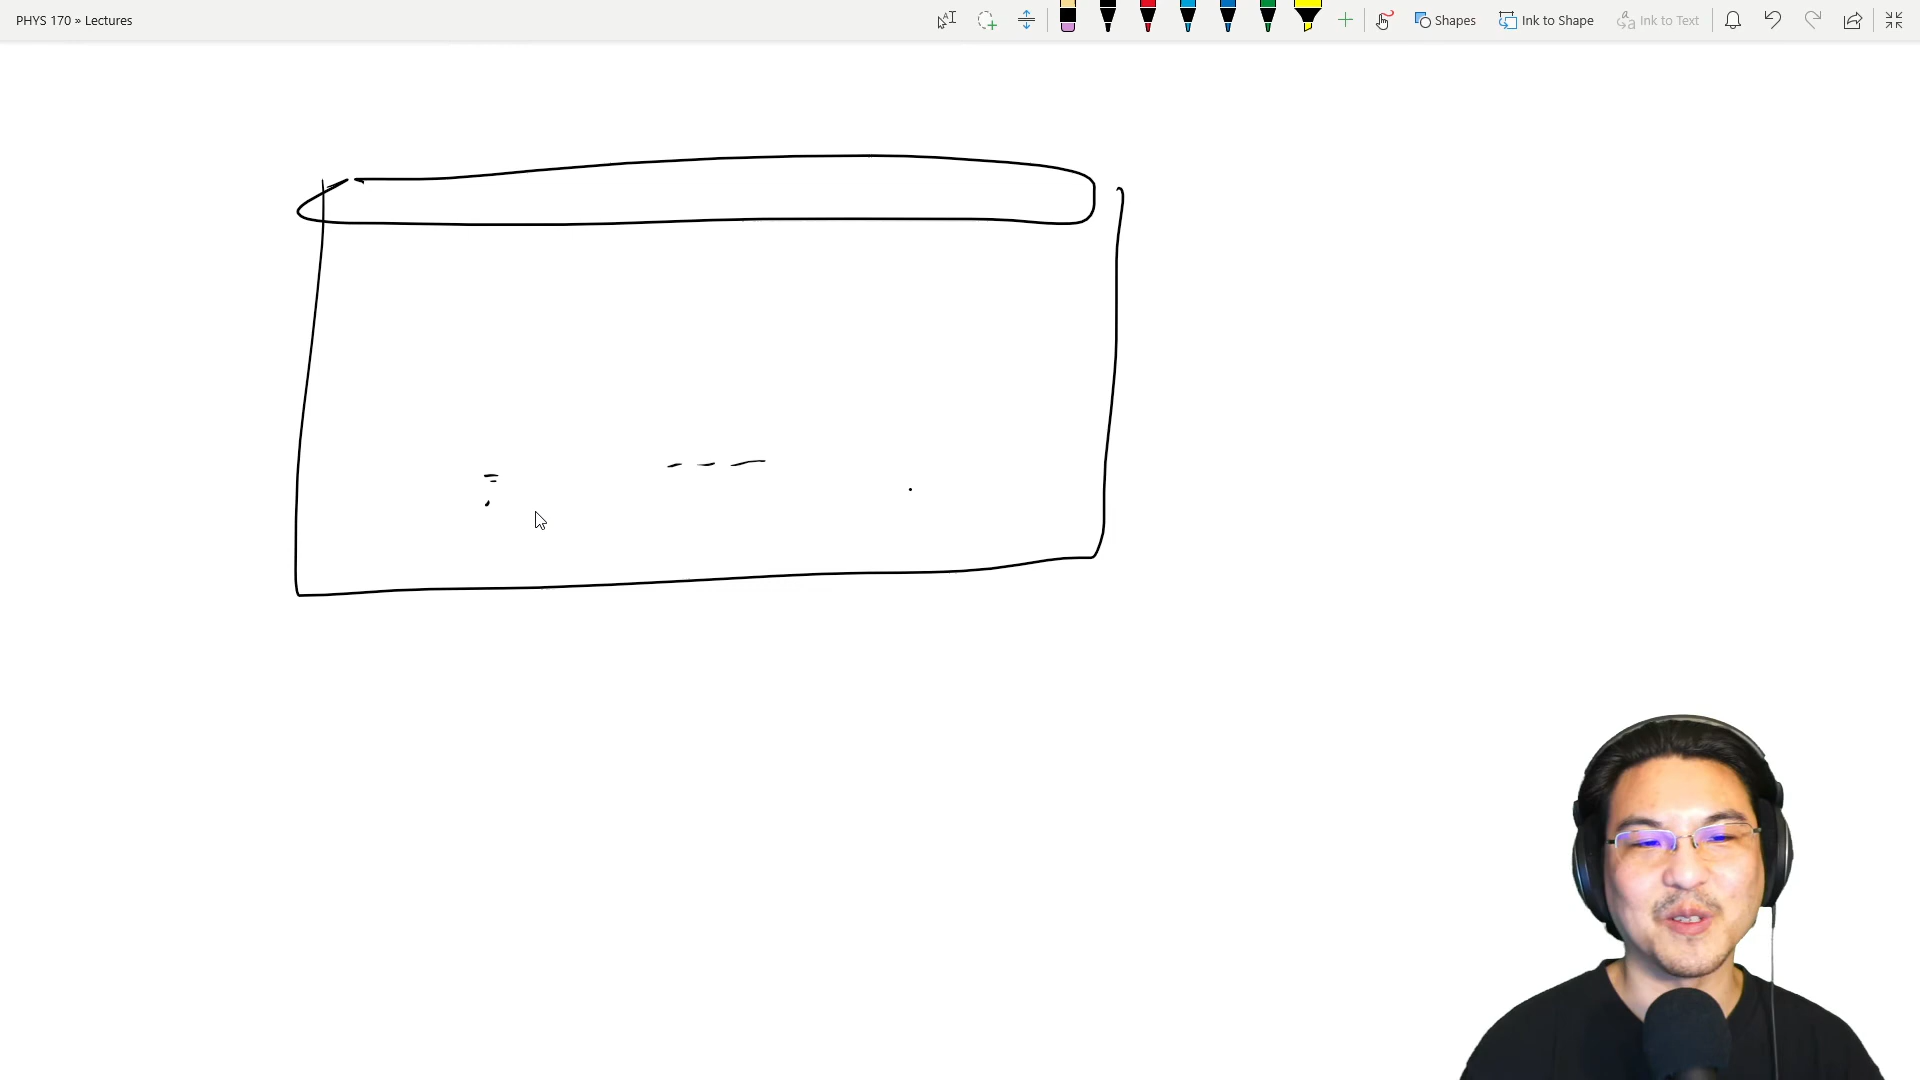 PHYS 170 » Lectures
Shapes
Ink to Shape
Ink to Text